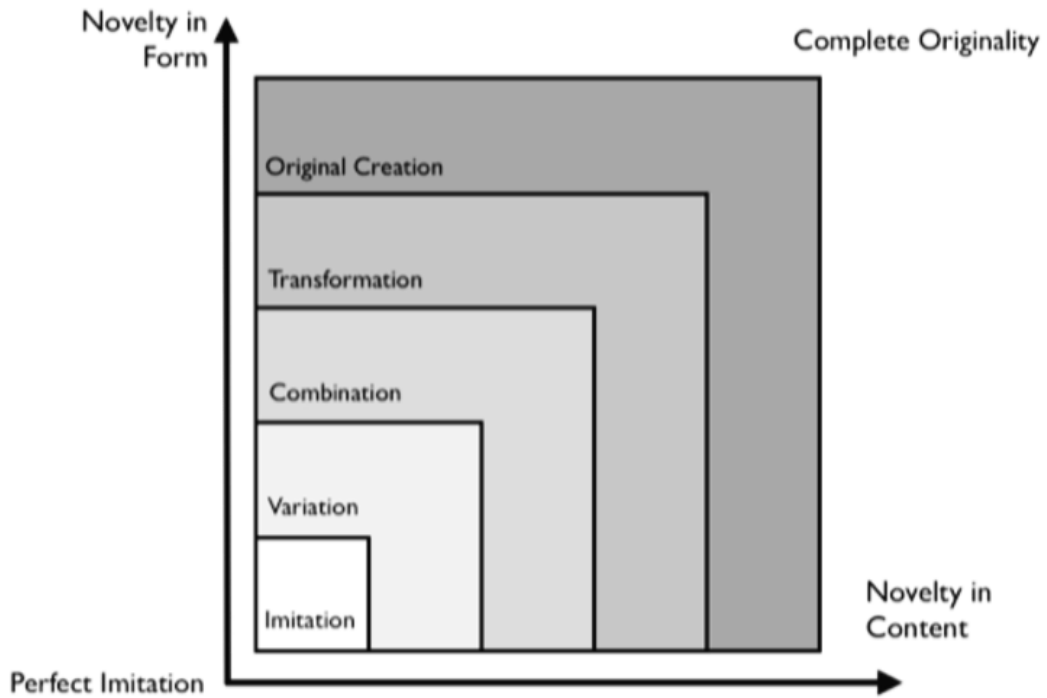 Novelty in
Form
Complete Originality
Original Creation
Transformation
Combination
Variation
Imitation
Novelty in
Content
Perfect Imitation